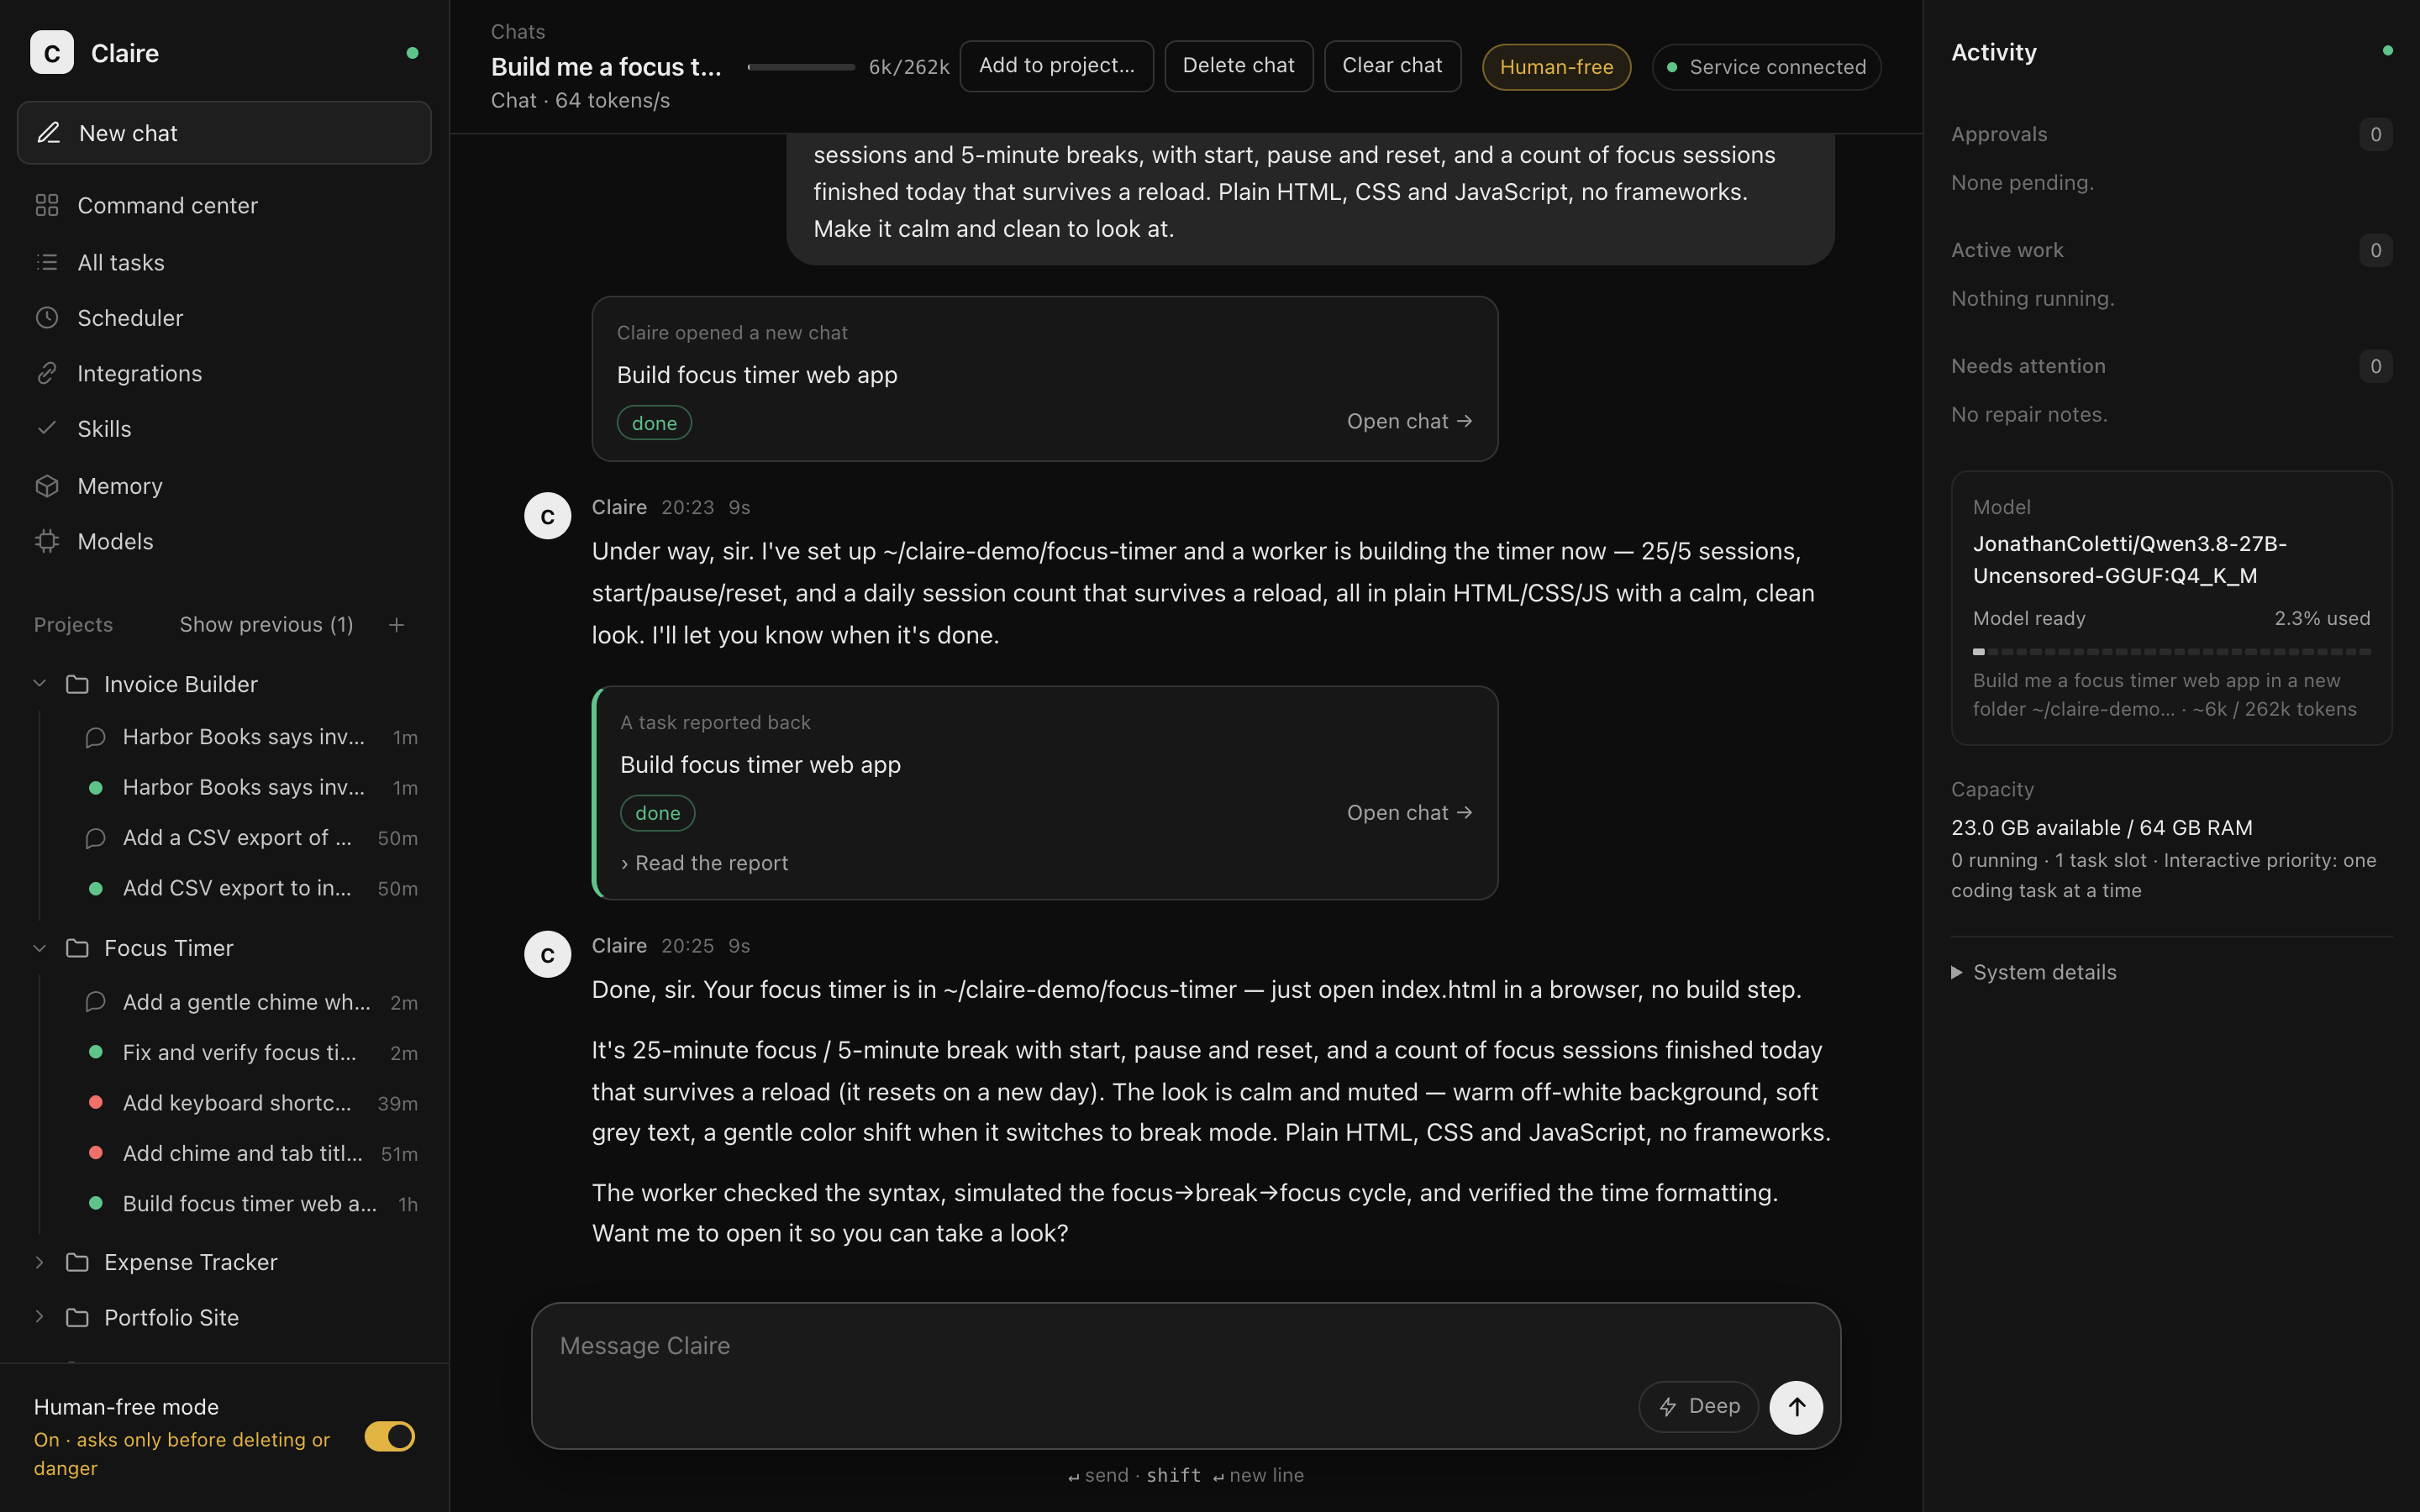 C Claire
New chat
Command center
All tasks
Scheduler
Integrations
Skills
Memory
Models
Projects Show previous (1) +
Invoice Builder
Harbor Books says inv... 1m
Harbor Books says inv... 1m
Add a CSV export of ... 50m
Add CSV export to in... 50m
Focus Timer
Add a gentle chime wh... 2m
Fix and verify focus ti... 2m
Add keyboard shortc... 39m
Add chime and tab titl... 51m
Build focus timer web a... 1h
Expense Tracker
Portfolio Site
Human-free mode
On · asks only before deleting or
danger
Chats
Build me a focus t... 6k/262k Add to project... Delete chat Clear chat Human-free Service connected
Chat · 64 tokens/s
sessions and 5-minute breaks, with start, pause and reset, and a count of focus sessions
finished today that survives a reload. Plain HTML, CSS and JavaScript, no frameworks.
Make it calm and clean to look at.
Claire opened a new chat
Build focus timer web app
done Open chat →
C Claire 20:23 9s
Under way, sir. I've set up ~/claire-demo/focus-timer and a worker is building the timer now — 25/5 sessions,
start/pause/reset, and a daily session count that survives a reload, all in plain HTML/CSS/JS with a calm, clean
look. I'll let you know when it's done.
A task reported back
Build focus timer web app
done Open chat →
› Read the report
C Claire 20:25 9s
Done, sir. Your focus timer is in ~/claire-demo/focus-timer — just open index.html in a browser, no build step.
It's 25-minute focus / 5-minute break with start, pause and reset, and a count of focus sessions finished today
that survives a reload (it resets on a new day). The look is calm and muted — warm off-white background, soft
grey text, a gentle color shift when it switches to break mode. Plain HTML, CSS and JavaScript, no frameworks.
The worker checked the syntax, simulated the focus→break→focus cycle, and verified the time formatting.
Want me to open it so you can take a look?
Message Claire
Deep
↵ send · shift ↵ new line
Activity
Approvals 0
None pending.
Active work 0
Nothing running.
Needs attention 0
No repair notes.
Model
JonathanColetti/Qwen3.8-27B-
Uncensored-GGUF:Q4_K_M
Model ready 2.3% used
Build me a focus timer web app in a new
folder ~/claire-demo... · ~6k / 262k tokens
Capacity
23.0 GB available / 64 GB RAM
0 running · 1 task slot · Interactive priority: one
coding task at a time
▶ System details